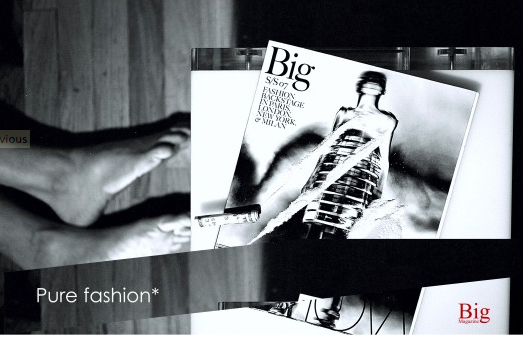 vious
Big
S/S 07
FASHION
BACKSTAGE
IN PARIS,
LONDON,
NEW YORK,
& MILAN
Pure fashion*
Big
Magazine